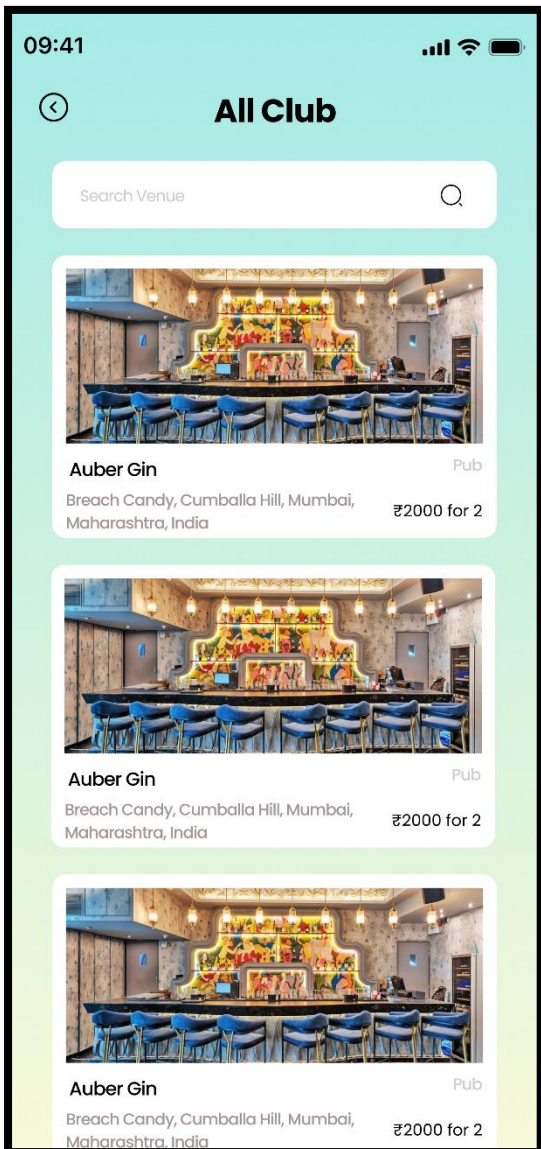 09:41
All Club
Search Venue
Auber Gin
Pub
Breach Candy, Cumballa Hill, Mumbai,
Maharashtra, India
₹2000 for 2
Auber Gin
Pub
Breach Candy, Cumballa Hill, Mumbai,
Maharashtra, India
₹2000 for 2
Auber Gin
Pub
Breach Candy, Cumballa Hill, Mumbai,
Maharashtra, India
₹2000 for 2